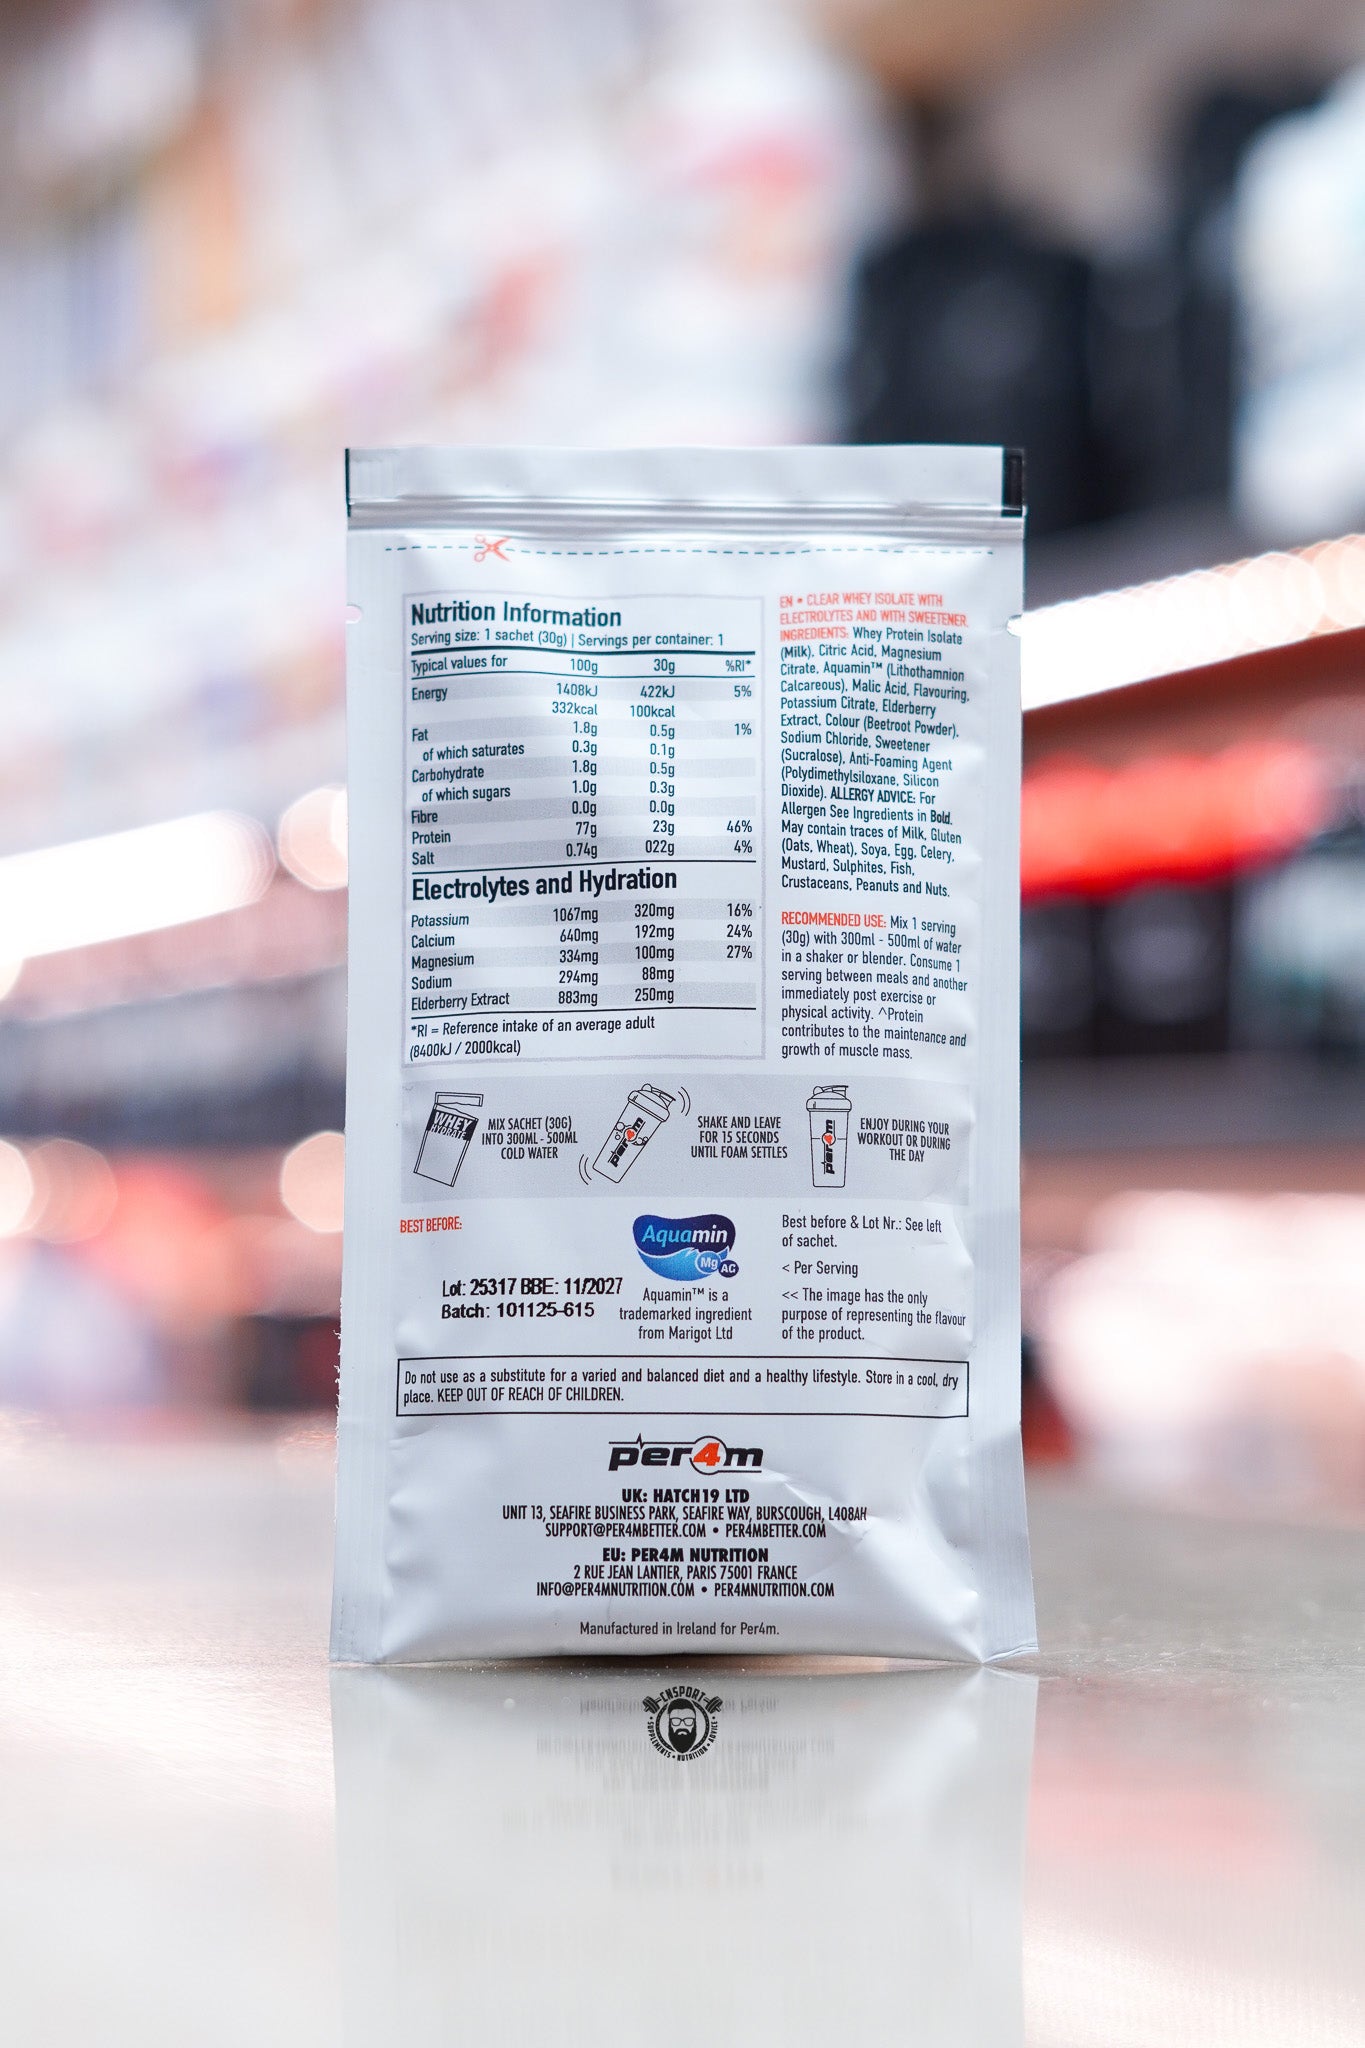 Nutrition Information
Serving size: 1 sachet (30g) | Servings per container: 1
Typical values for 100g 30g %RI*
Energy 1408kJ 422kJ 5%
332kcal 100kcal
Fat 1.8g 0.5g 1%
of which saturates 0.3g 0.1g
Carbohydrate 1.8g 0.5g
of which sugars 1.0g 0.3g
Fibre 0.0g 0.0g
Protein 77g 23g 46%
Salt 0.74g 022g 4%
Electrolytes and Hydration
Potassium 1067mg 320mg 16%
Calcium 640mg 192mg 24%
Magnesium 334mg 100mg 27%
Sodium 294mg 88mg
Elderberry Extract 883mg 250mg
*RI = Reference intake of an average adult
(8400kJ / 2000kcal)
EN • CLEAR WHEY ISOLATE WITH
ELECTROLYTES AND WITH SWEETENER.
INGREDIENTS: Whey Protein Isolate
(Milk), Citric Acid, Magnesium
Citrate, Aquamin™ (Lithothamnion
Calcareous), Malic Acid, Flavouring,
Potassium Citrate, Elderberry
Extract, Colour (Beetroot Powder),
Sodium Chloride, Sweetener
(Sucralose), Anti-Foaming Agent
(Polydimethylsiloxane, Silicon
Dioxide). ALLERGY ADVICE: For
Allergen See Ingredients in Bold.
May contain traces of Milk, Gluten
(Oats, Wheat), Soya, Egg, Celery,
Mustard, Sulphites, Fish,
Crustaceans, Peanuts and Nuts.
RECOMMENDED USE: Mix 1 serving
(30g) with 300ml - 500ml of water
in a shaker or blender. Consume 1
serving between meals and another
immediately post exercise or
physical activity. ^Protein
contributes to the maintenance and
growth of muscle mass.
WHEY
HYDRATE
MIX SACHET (30G)
INTO 300ML - 500ML
COLD WATER
per4m
SHAKE AND LEAVE
FOR 15 SECONDS
UNTIL FOAM SETTLES
per4m
ENJOY DURING YOUR
WORKOUT OR DURING
THE DAY
BEST BEFORE:
Lot: 25317 BBE: 11/2027
Batch: 101125-615
Aquamin
Mg AC
Aquamin™ is a
trademarked ingredient
from Marigot Ltd
Best before & Lot Nr.: See left
of sachet.
< Per Serving
<< The image has the only
purpose of representing the flavour
of the product.
Do not use as a substitute for a varied and balanced diet and a healthy lifestyle. Store in a cool, dry
place. KEEP OUT OF REACH OF CHILDREN.
per4m
UK: HATCH19 LTD
UNIT 13, SEAFIRE BUSINESS PARK, SEAFIRE WAY, BURSCOUGH, L408AH
SUPPORT@PER4MBETTER.COM • PER4MBETTER.COM
EU: PER4M NUTRITION
2 RUE JEAN LANTIER, PARIS 75001 FRANCE
INFO@PER4MNUTRITION.COM • PER4MNUTRITION.COM
Manufactured in Ireland for Per4m.
CNSPORT
SUPPLEMENTS • NUTRITION • ADVICE